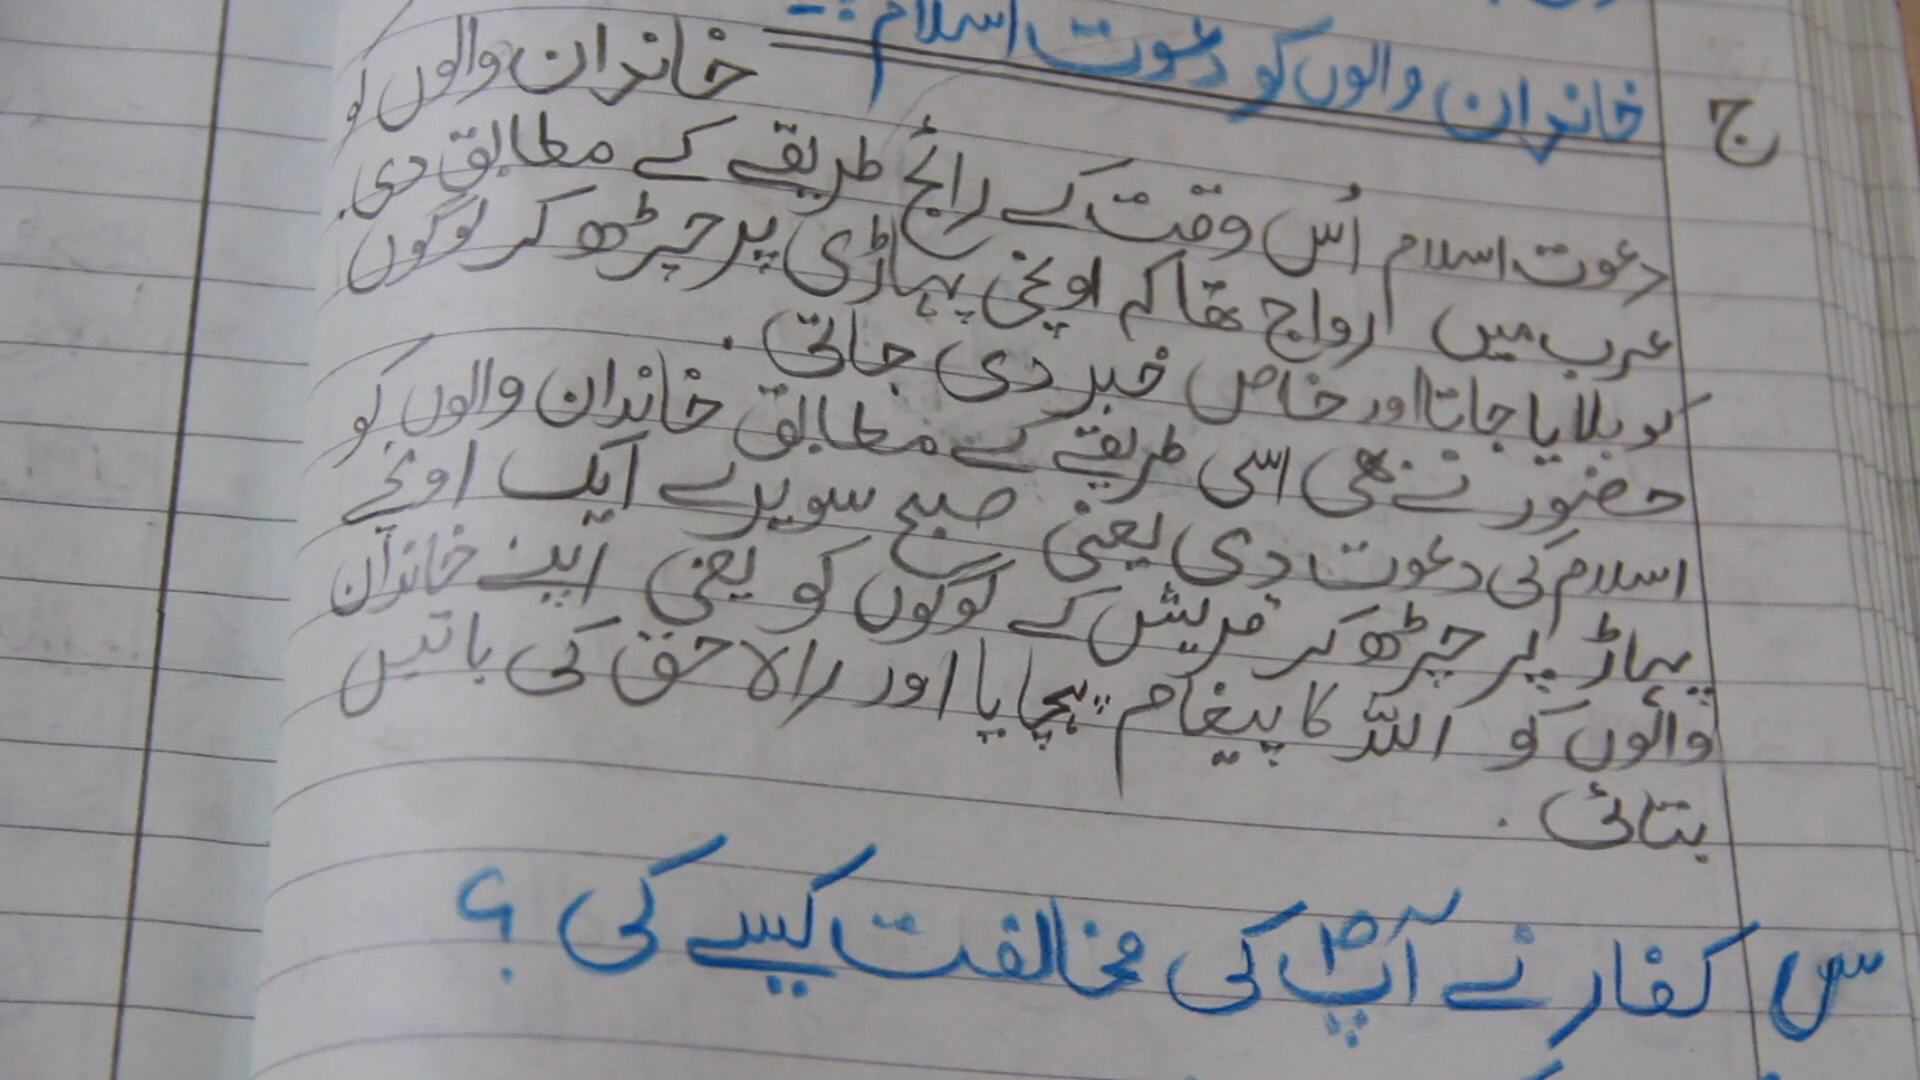 ج خاندان والوں کو دعوت اسلام :-
خاندان والوں کو
دعوت اسلام اُس وقت کے رائج طریقے کے مطابق دی.
عرب میں رواج تھا کہ اونچی پہاڑی پر چڑھ کر لوگوں
کو بلایا جاتا اور خاص خبر دی جاتی .
حضور نے بھی اسی طریقے کے مطابق خاندان والوں کو
اسلام کی دعوت دی یعنی صبح سویرے ایک اونچے
پہاڑ پر چڑھ کر قریش کے لوگوں کو یعنی اپنے خاندان
والوں کو اللّٰہ کا پیغام پہچایا اور راہ حق کی باتیں
بتائی .
س کفار نے آپؐ کی مخالفت کیسے کی ؟